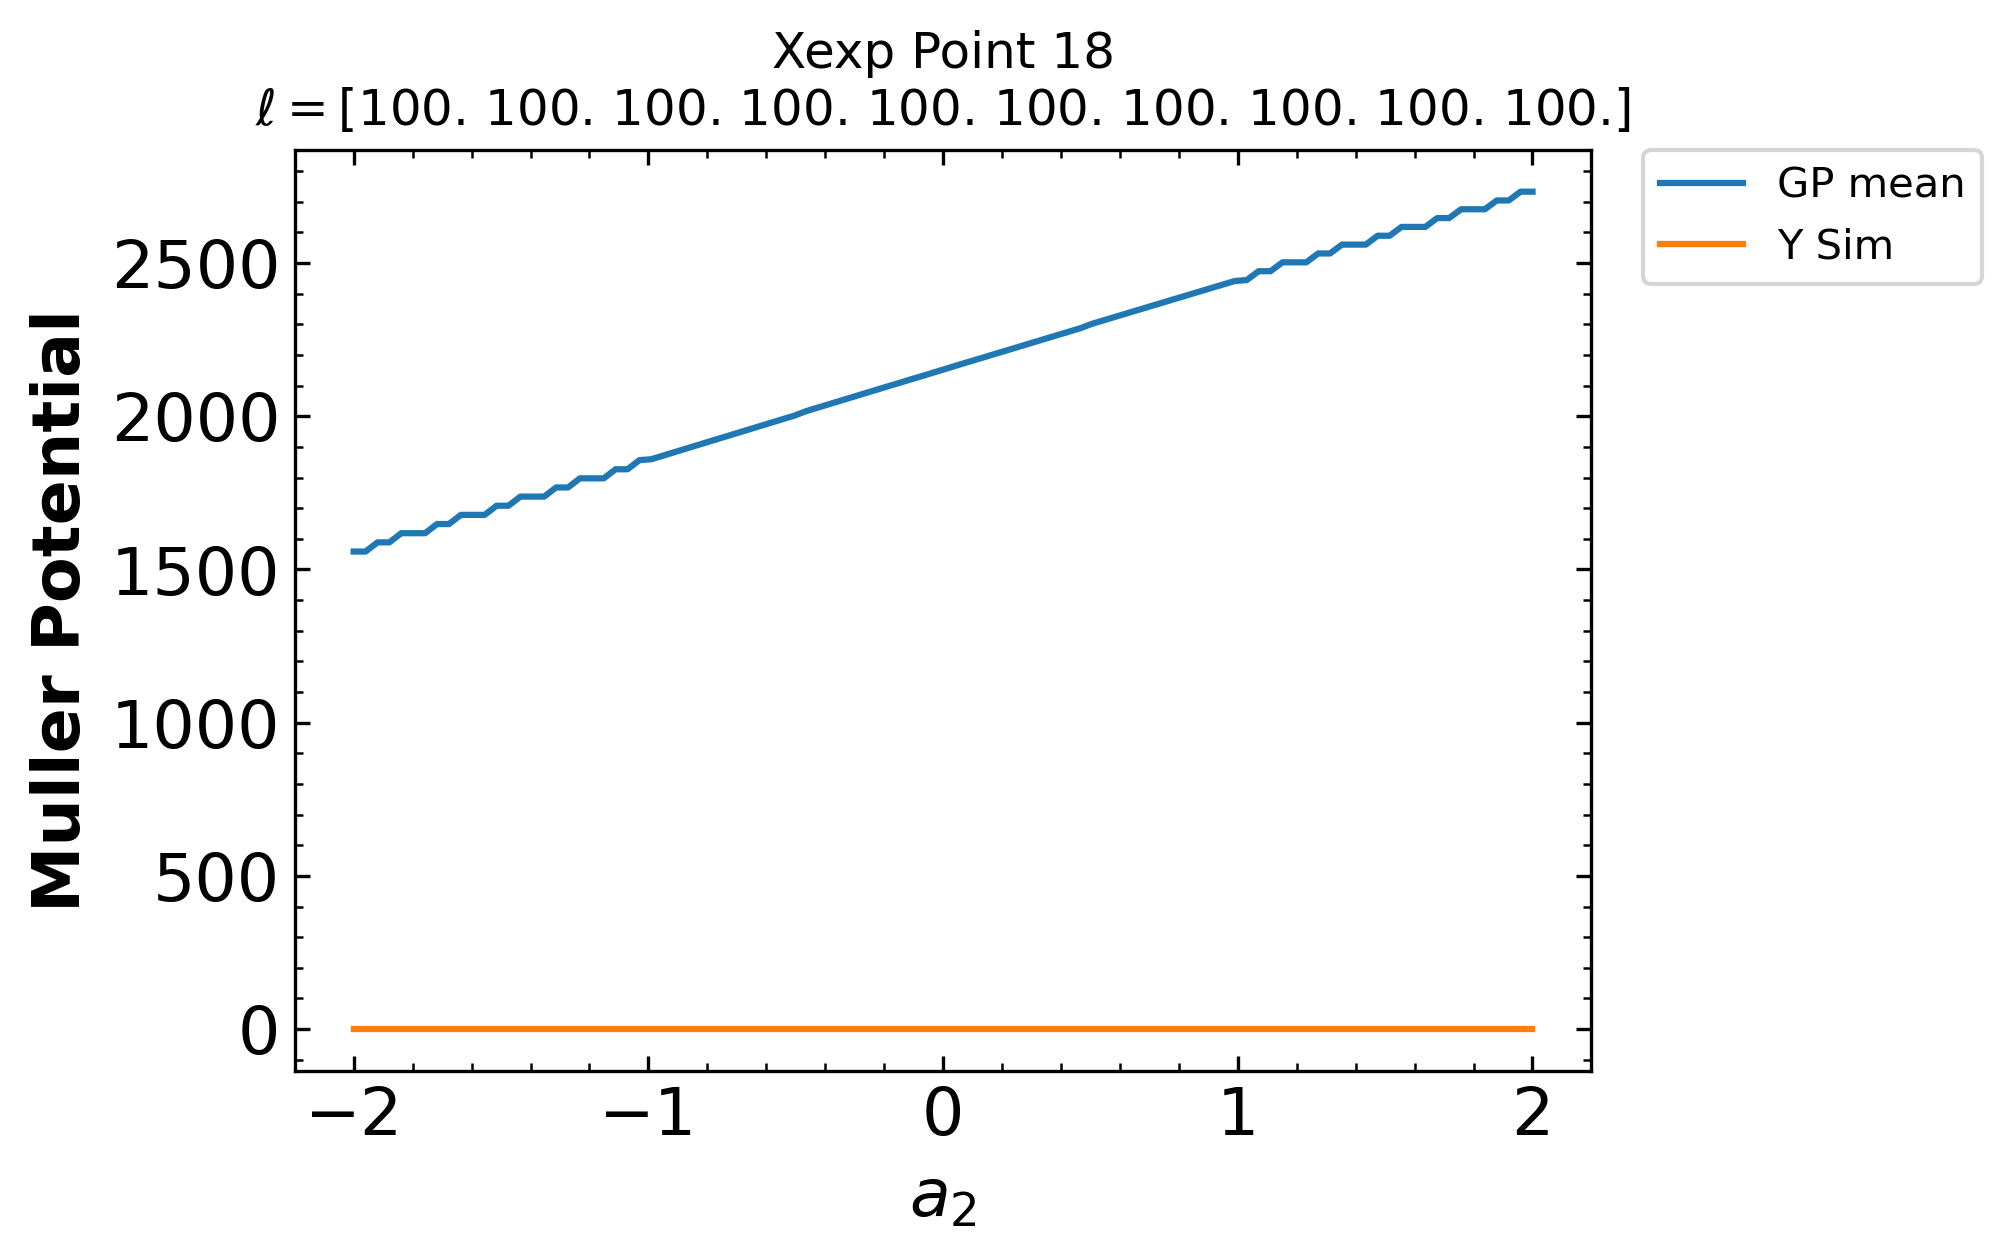 Xexp Point 18
ℓ = [100. 100. 100. 100. 100. 100. 100. 100. 100. 100.]
GP mean
Y Sim
Muller Potential
2500
2000
1500
1000
500
0
−2 −1 0 1 2
a₂